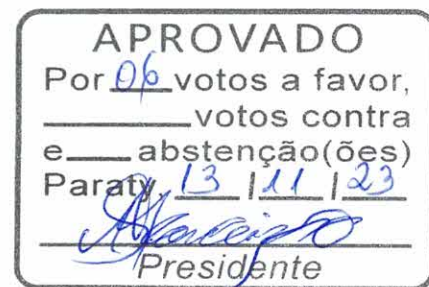 APROVADO
Por 06 votos a favor,
votos contra
e abstenção(ões)
Paraty, 13 | 11 | 23
Presidente